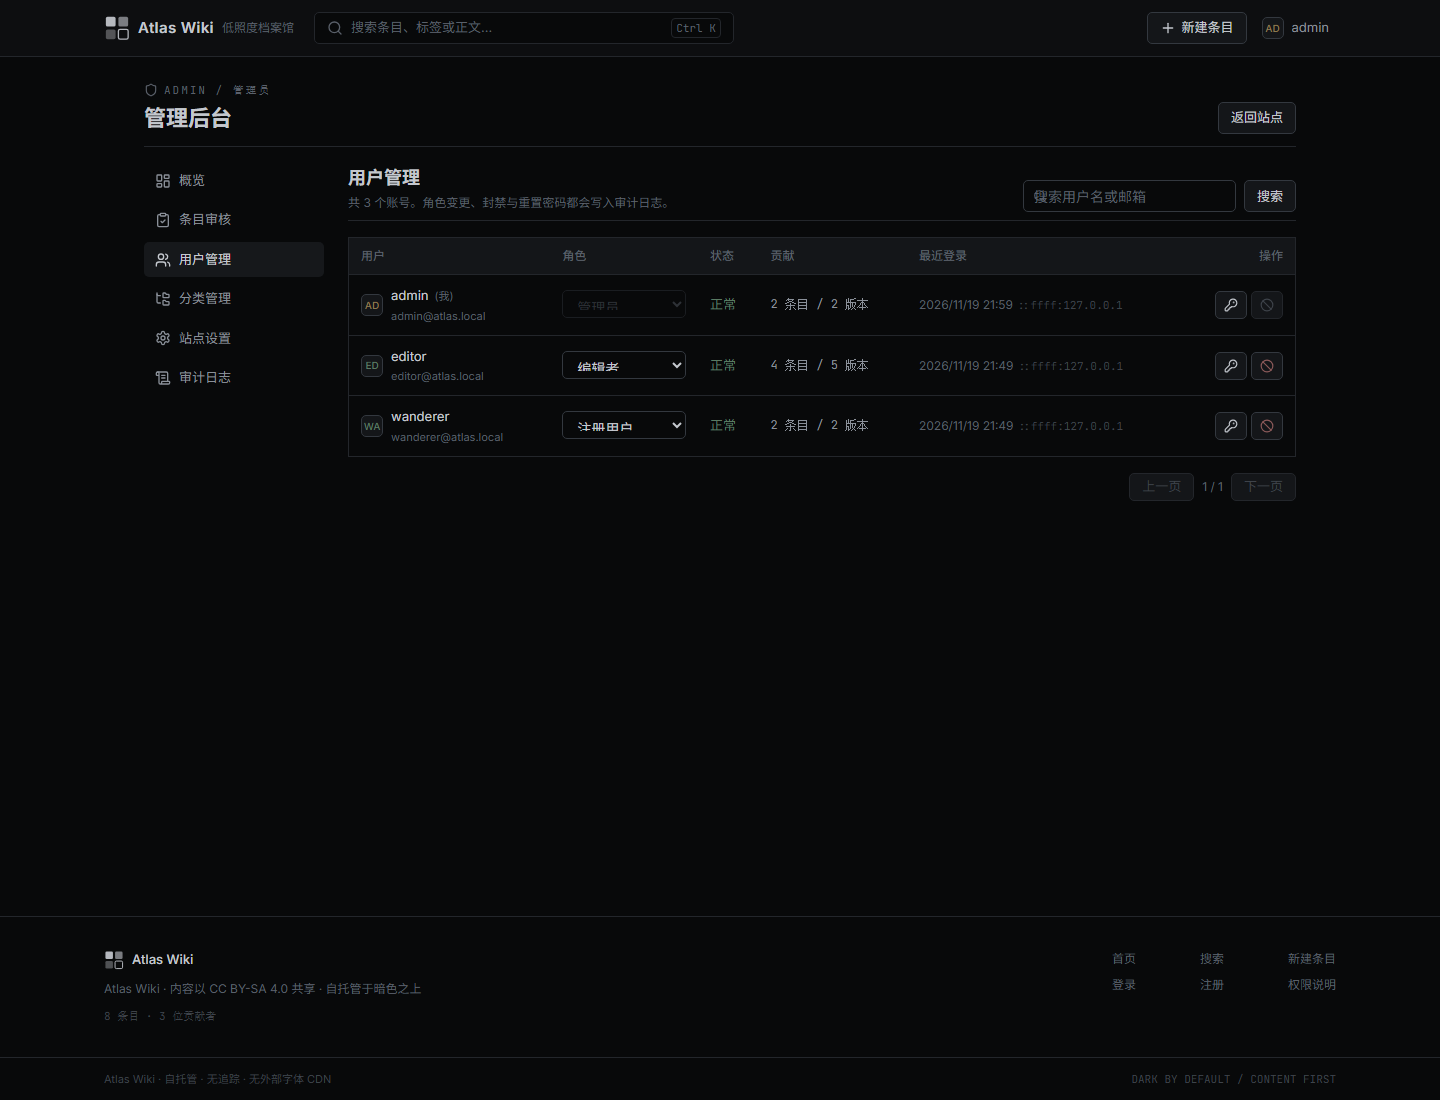 Atlas Wiki 低照度档案馆 搜索条目、标签或正文... Ctrl K 新建条目 AD admin
ADMIN / 管理员
管理后台
返回站点
概览
条目审核
用户管理
分类管理
站点设置
审计日志
用户管理
共 3 个账号。角色变更、封禁与重置密码都会写入审计日志。
搜索用户名或邮箱 搜索
用户 角色 状态 贡献 最近登录 操作
AD admin (我) 管理员 正常 2 条目 / 2 版本 2026/11/19 21:59 ::ffff:127.0.0.1
admin@atlas.local
ED editor 编辑者 正常 4 条目 / 5 版本 2026/11/19 21:49 ::ffff:127.0.0.1
editor@atlas.local
WA wanderer 注册用户 正常 2 条目 / 2 版本 2026/11/19 21:49 ::ffff:127.0.0.1
wanderer@atlas.local
上一页 1 / 1 下一页
Atlas Wiki
Atlas Wiki · 内容以 CC BY-SA 4.0 共享 · 自托管于暗色之上
8 条目 · 3 位贡献者
首页 搜索 新建条目
登录 注册 权限说明
Atlas Wiki · 自托管 · 无追踪 · 无外部字体 CDN
DARK BY DEFAULT / CONTENT FIRST